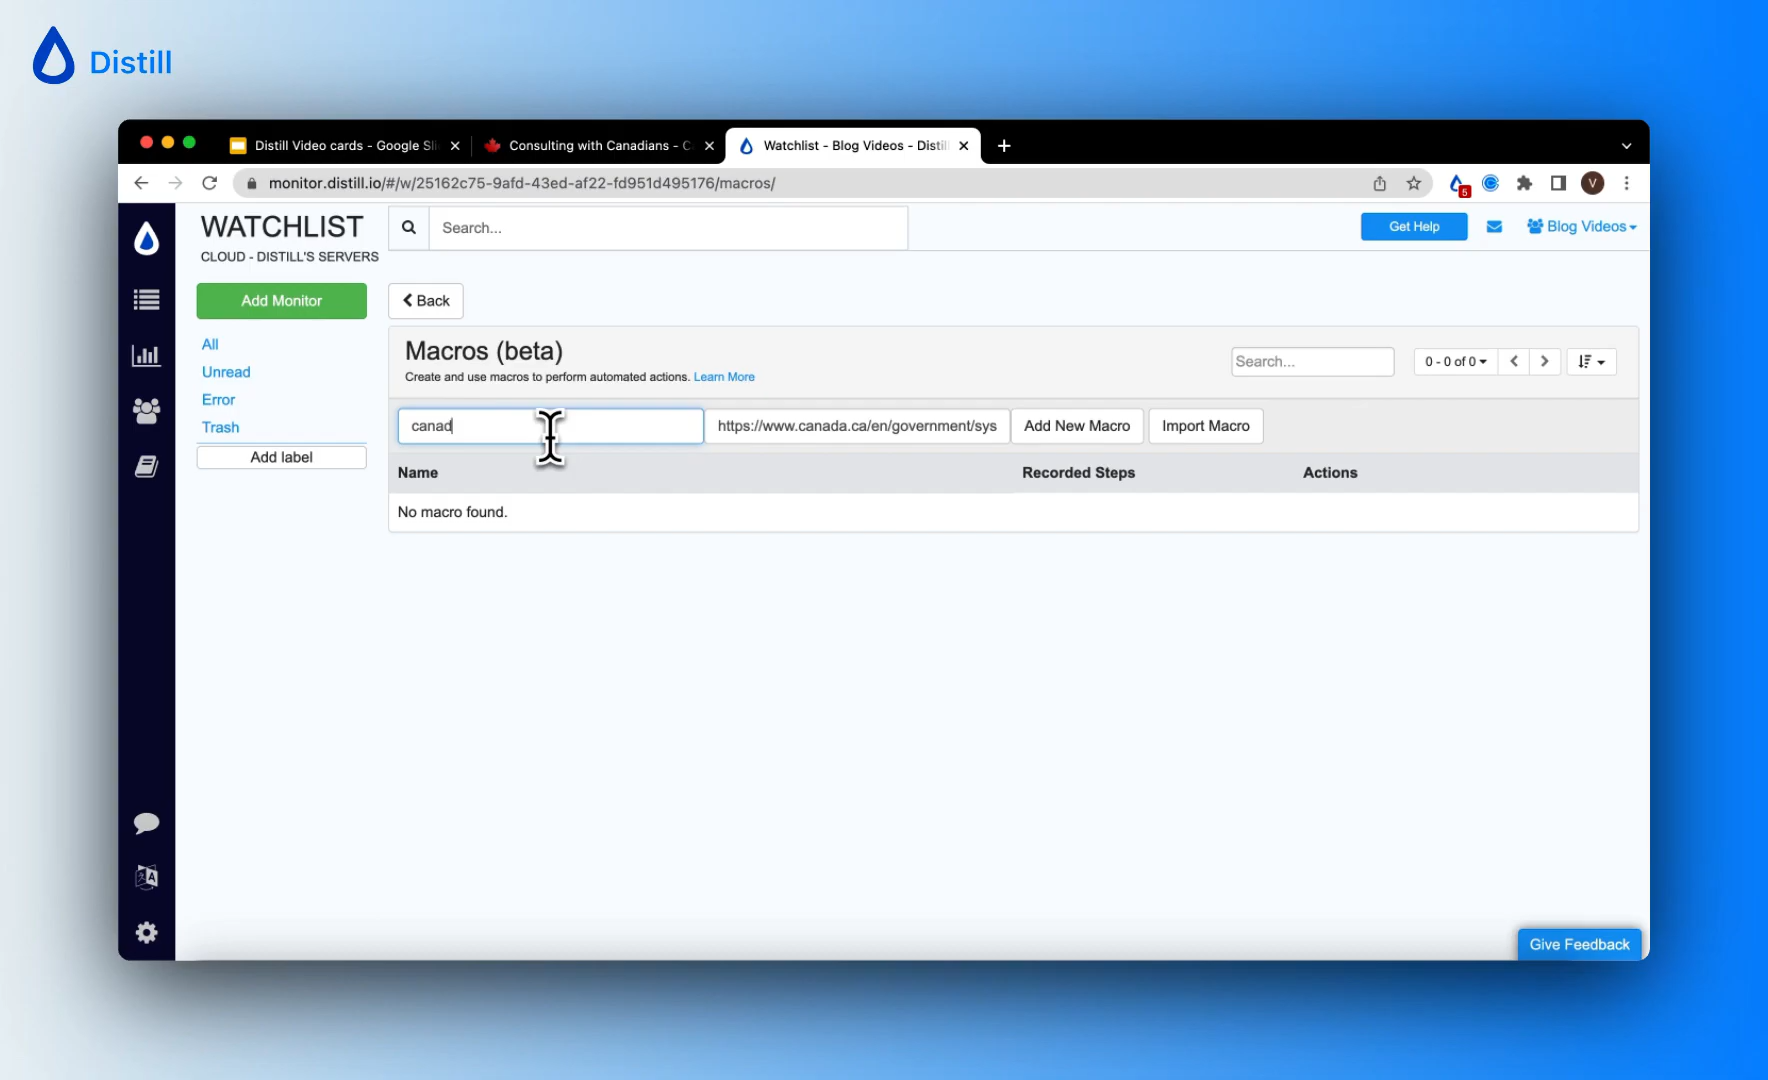 Distill
Distill Video cards - Google Sli
Consulting with Canadians - C
Watchlist - Blog Videos - Distil
monitor.distill.io/#/w/25162c75-9afd-43ed-af22-fd951d495176/macros/
5
V
WATCHLIST
CLOUD - DISTILL'S SERVERS
Search...
Get Help
Blog Videos
Add Monitor
Back
All
Unread
Error
Trash
Add label
Macros (beta)
Create and use macros to perform automated actions. Learn More
Search...
0 - 0 of 0
canad
https://www.canada.ca/en/government/sys
Add New Macro
Import Macro
Name
Recorded Steps
Actions
No macro found.
A
Give Feedback